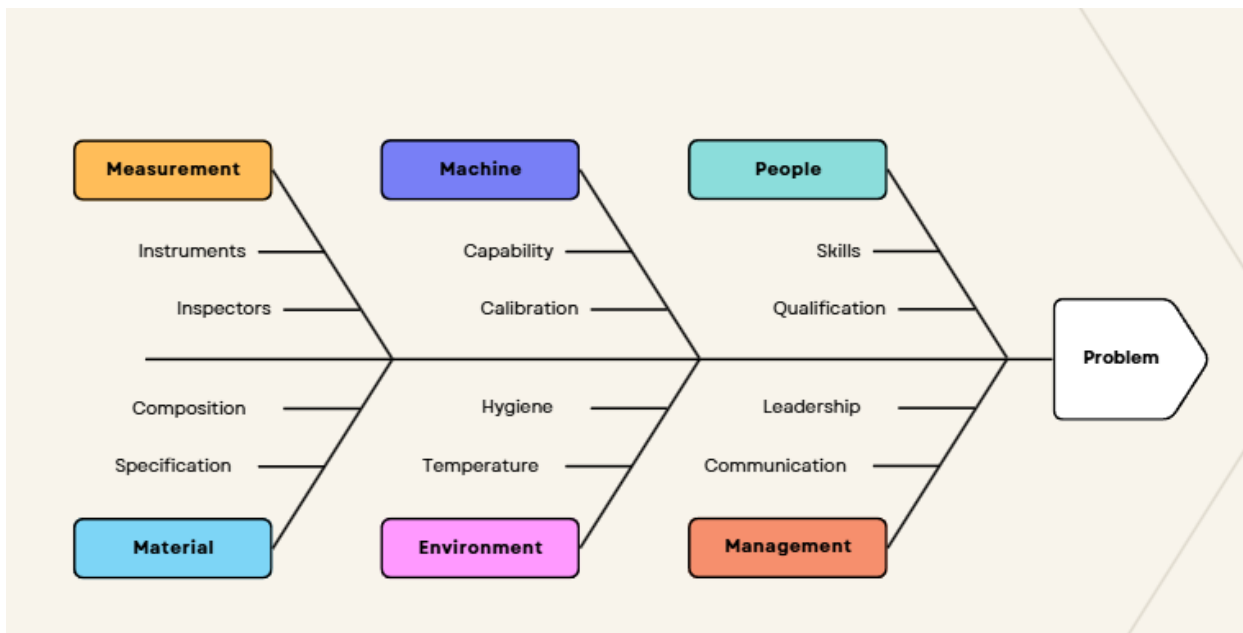 Measurement
Machine
People
Instruments
Capability
Skills
Inspectors
Calibration
Qualification
Problem
Composition
Hygiene
Leadership
Specification
Temperature
Communication
Material
Environment
Management